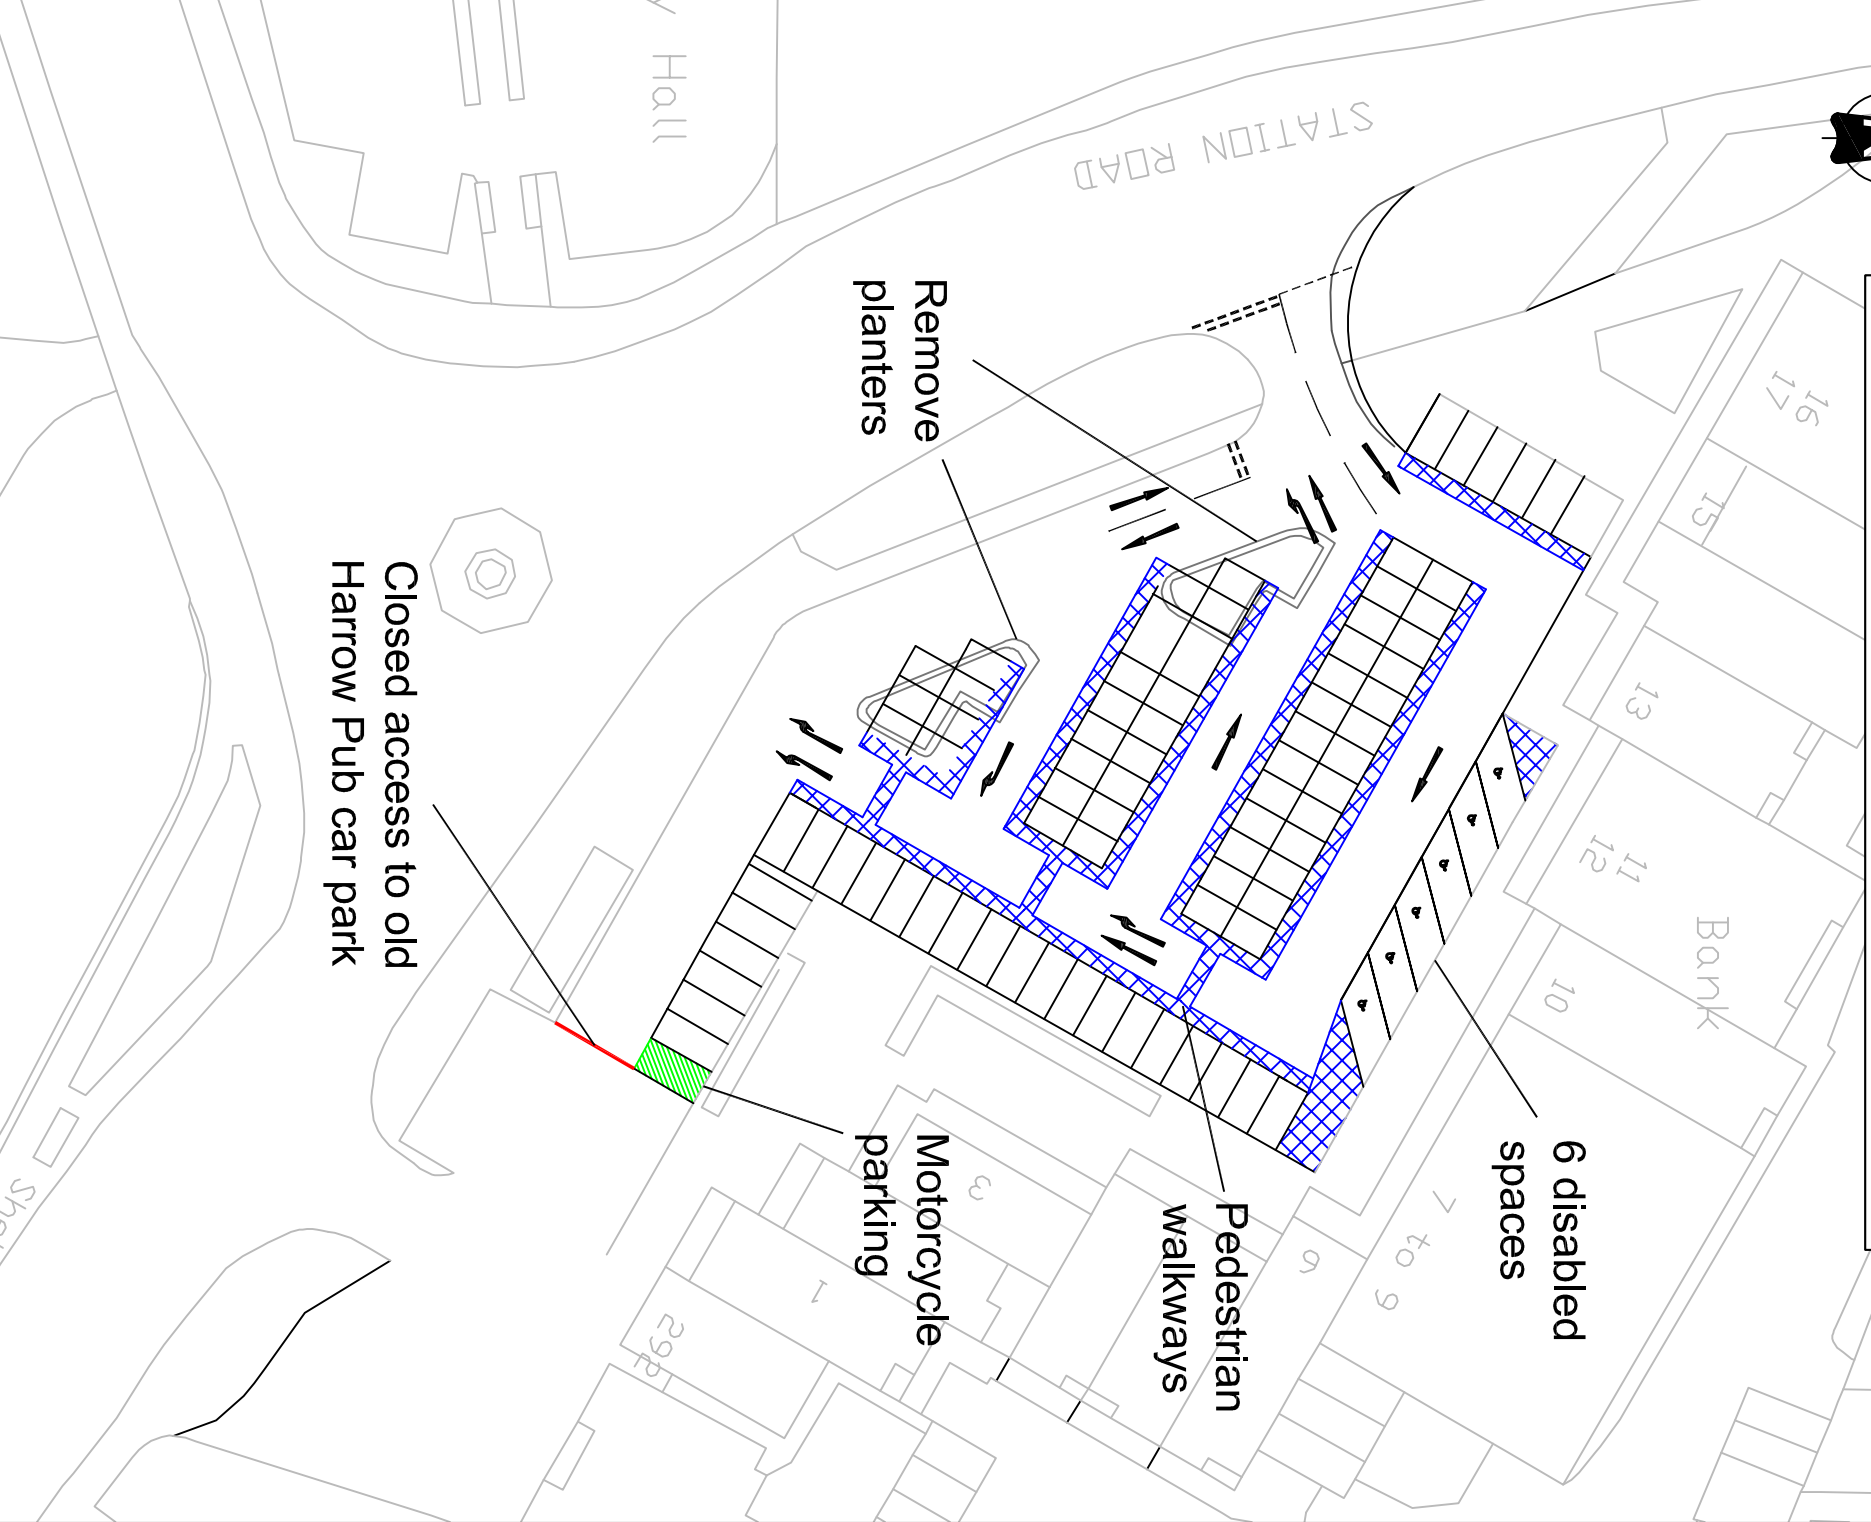 Hall
STATION ROAD
Remove
planters
16
17
15
13
11
12
10
Bank
Closed access to old
Harrow Pub car park
6 disabled
spaces
Motorcycle
parking
Pedestrian
walkways
7 to 9
6
3
1